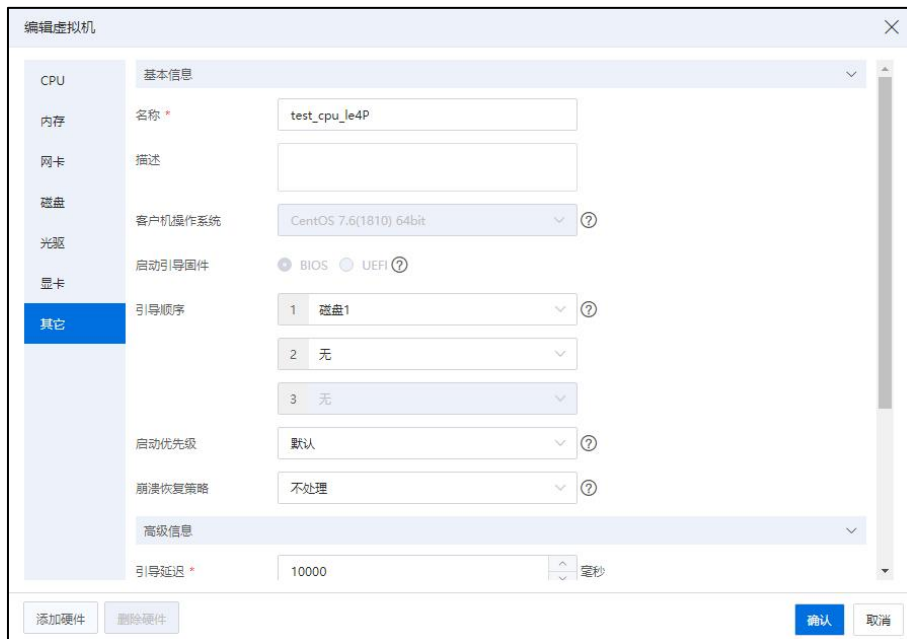 编辑虚拟机
CPU
内存
网卡
磁盘
光驱
显卡
其它
基本信息
名称 * test_cpu_le4P
描述
客户机操作系统 CentOS 7.6(1810) 64bit
启动引导固件 BIOS UEFI
引导顺序 1 磁盘1
2 无
3 无
启动优先级 默认
崩溃恢复策略 不处理
高级信息
引导延迟 * 10000 毫秒
添加硬件 删除硬件 确认 取消